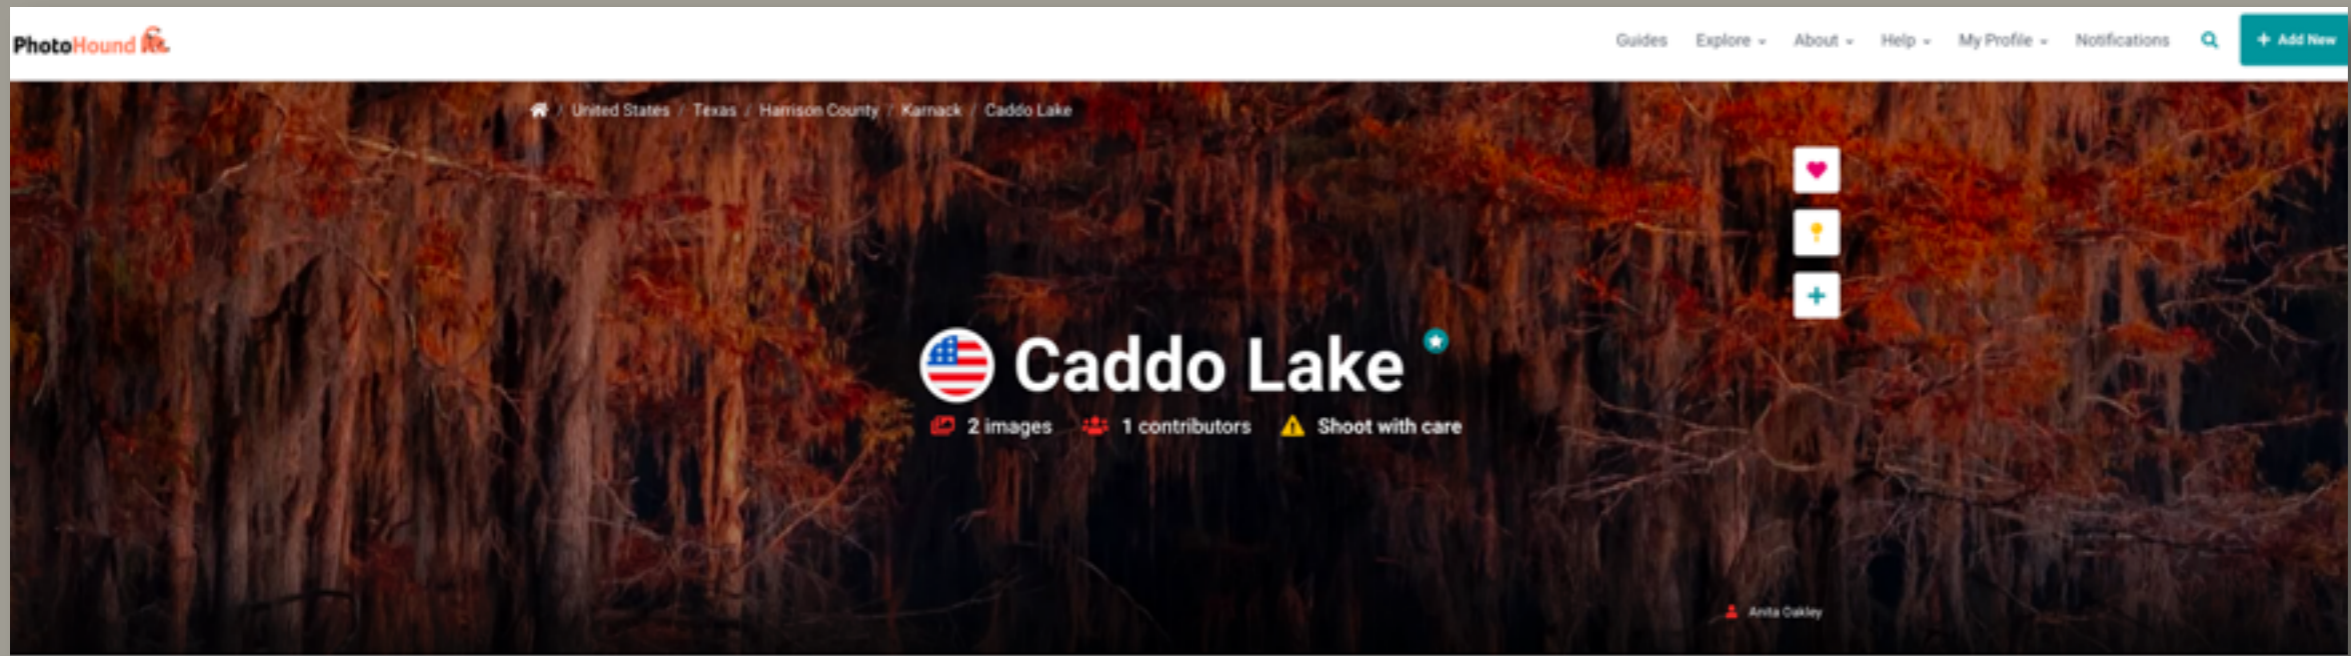 PhotoHound
Guides Explore About Help My Profile Notifications + Add New
/ United States / Texas / Harrison County / Karnack / Caddo Lake
Caddo Lake
2 images 1 contributors Shoot with care
Anita Oakley